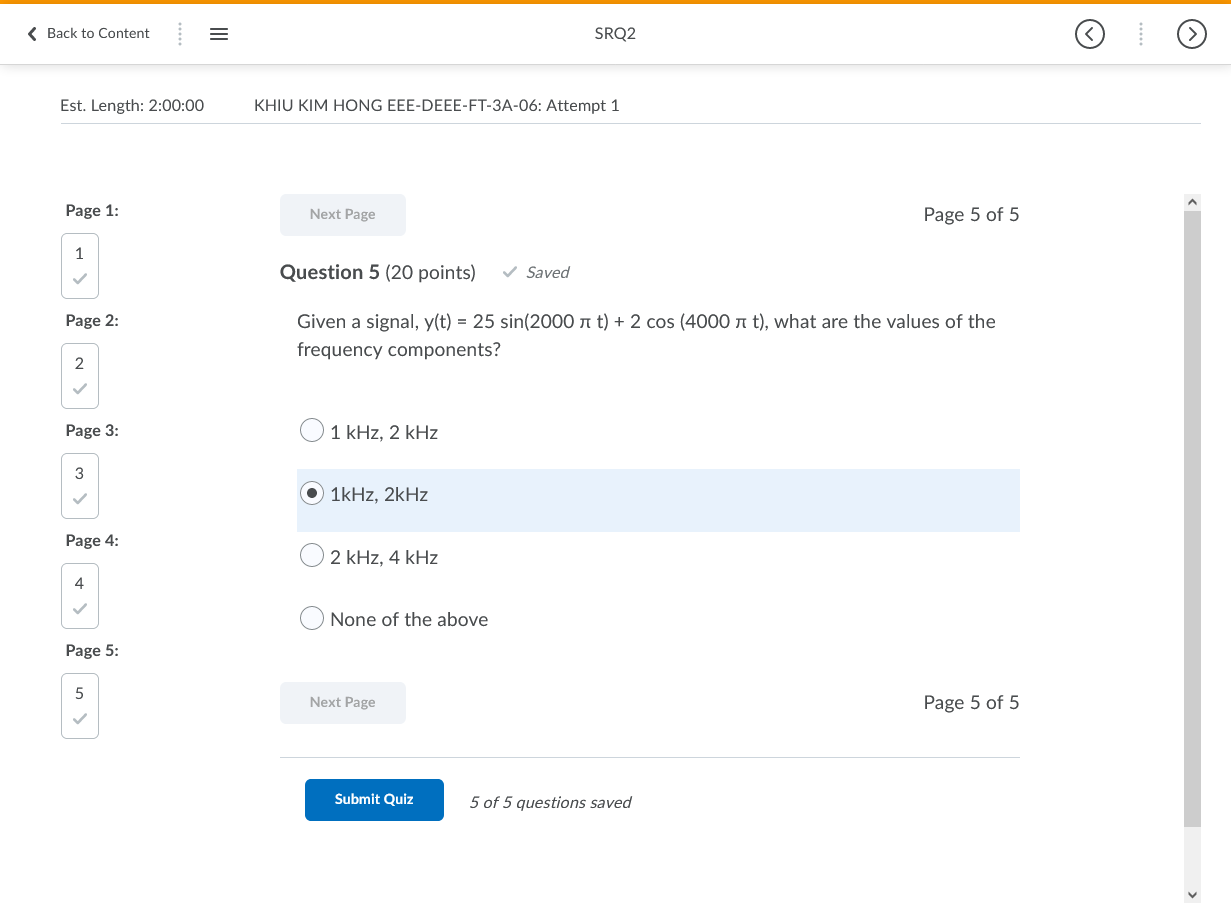 Back to Content
SRQ2
Est. Length: 2:00:00 KHIU KIM HONG EEE-DEEE-FT-3A-06: Attempt 1
Page 1:
1
Page 2:
2
Page 3:
3
Page 4:
4
Page 5:
5
Next Page
Page 5 of 5
Question 5 (20 points) Saved
Given a signal, y(t) = 25 sin(2000 π t) + 2 cos (4000 π t), what are the values of the
frequency components?
1 kHz, 2 kHz
1kHz, 2kHz
2 kHz, 4 kHz
None of the above
Next Page
Page 5 of 5
Submit Quiz
5 of 5 questions saved